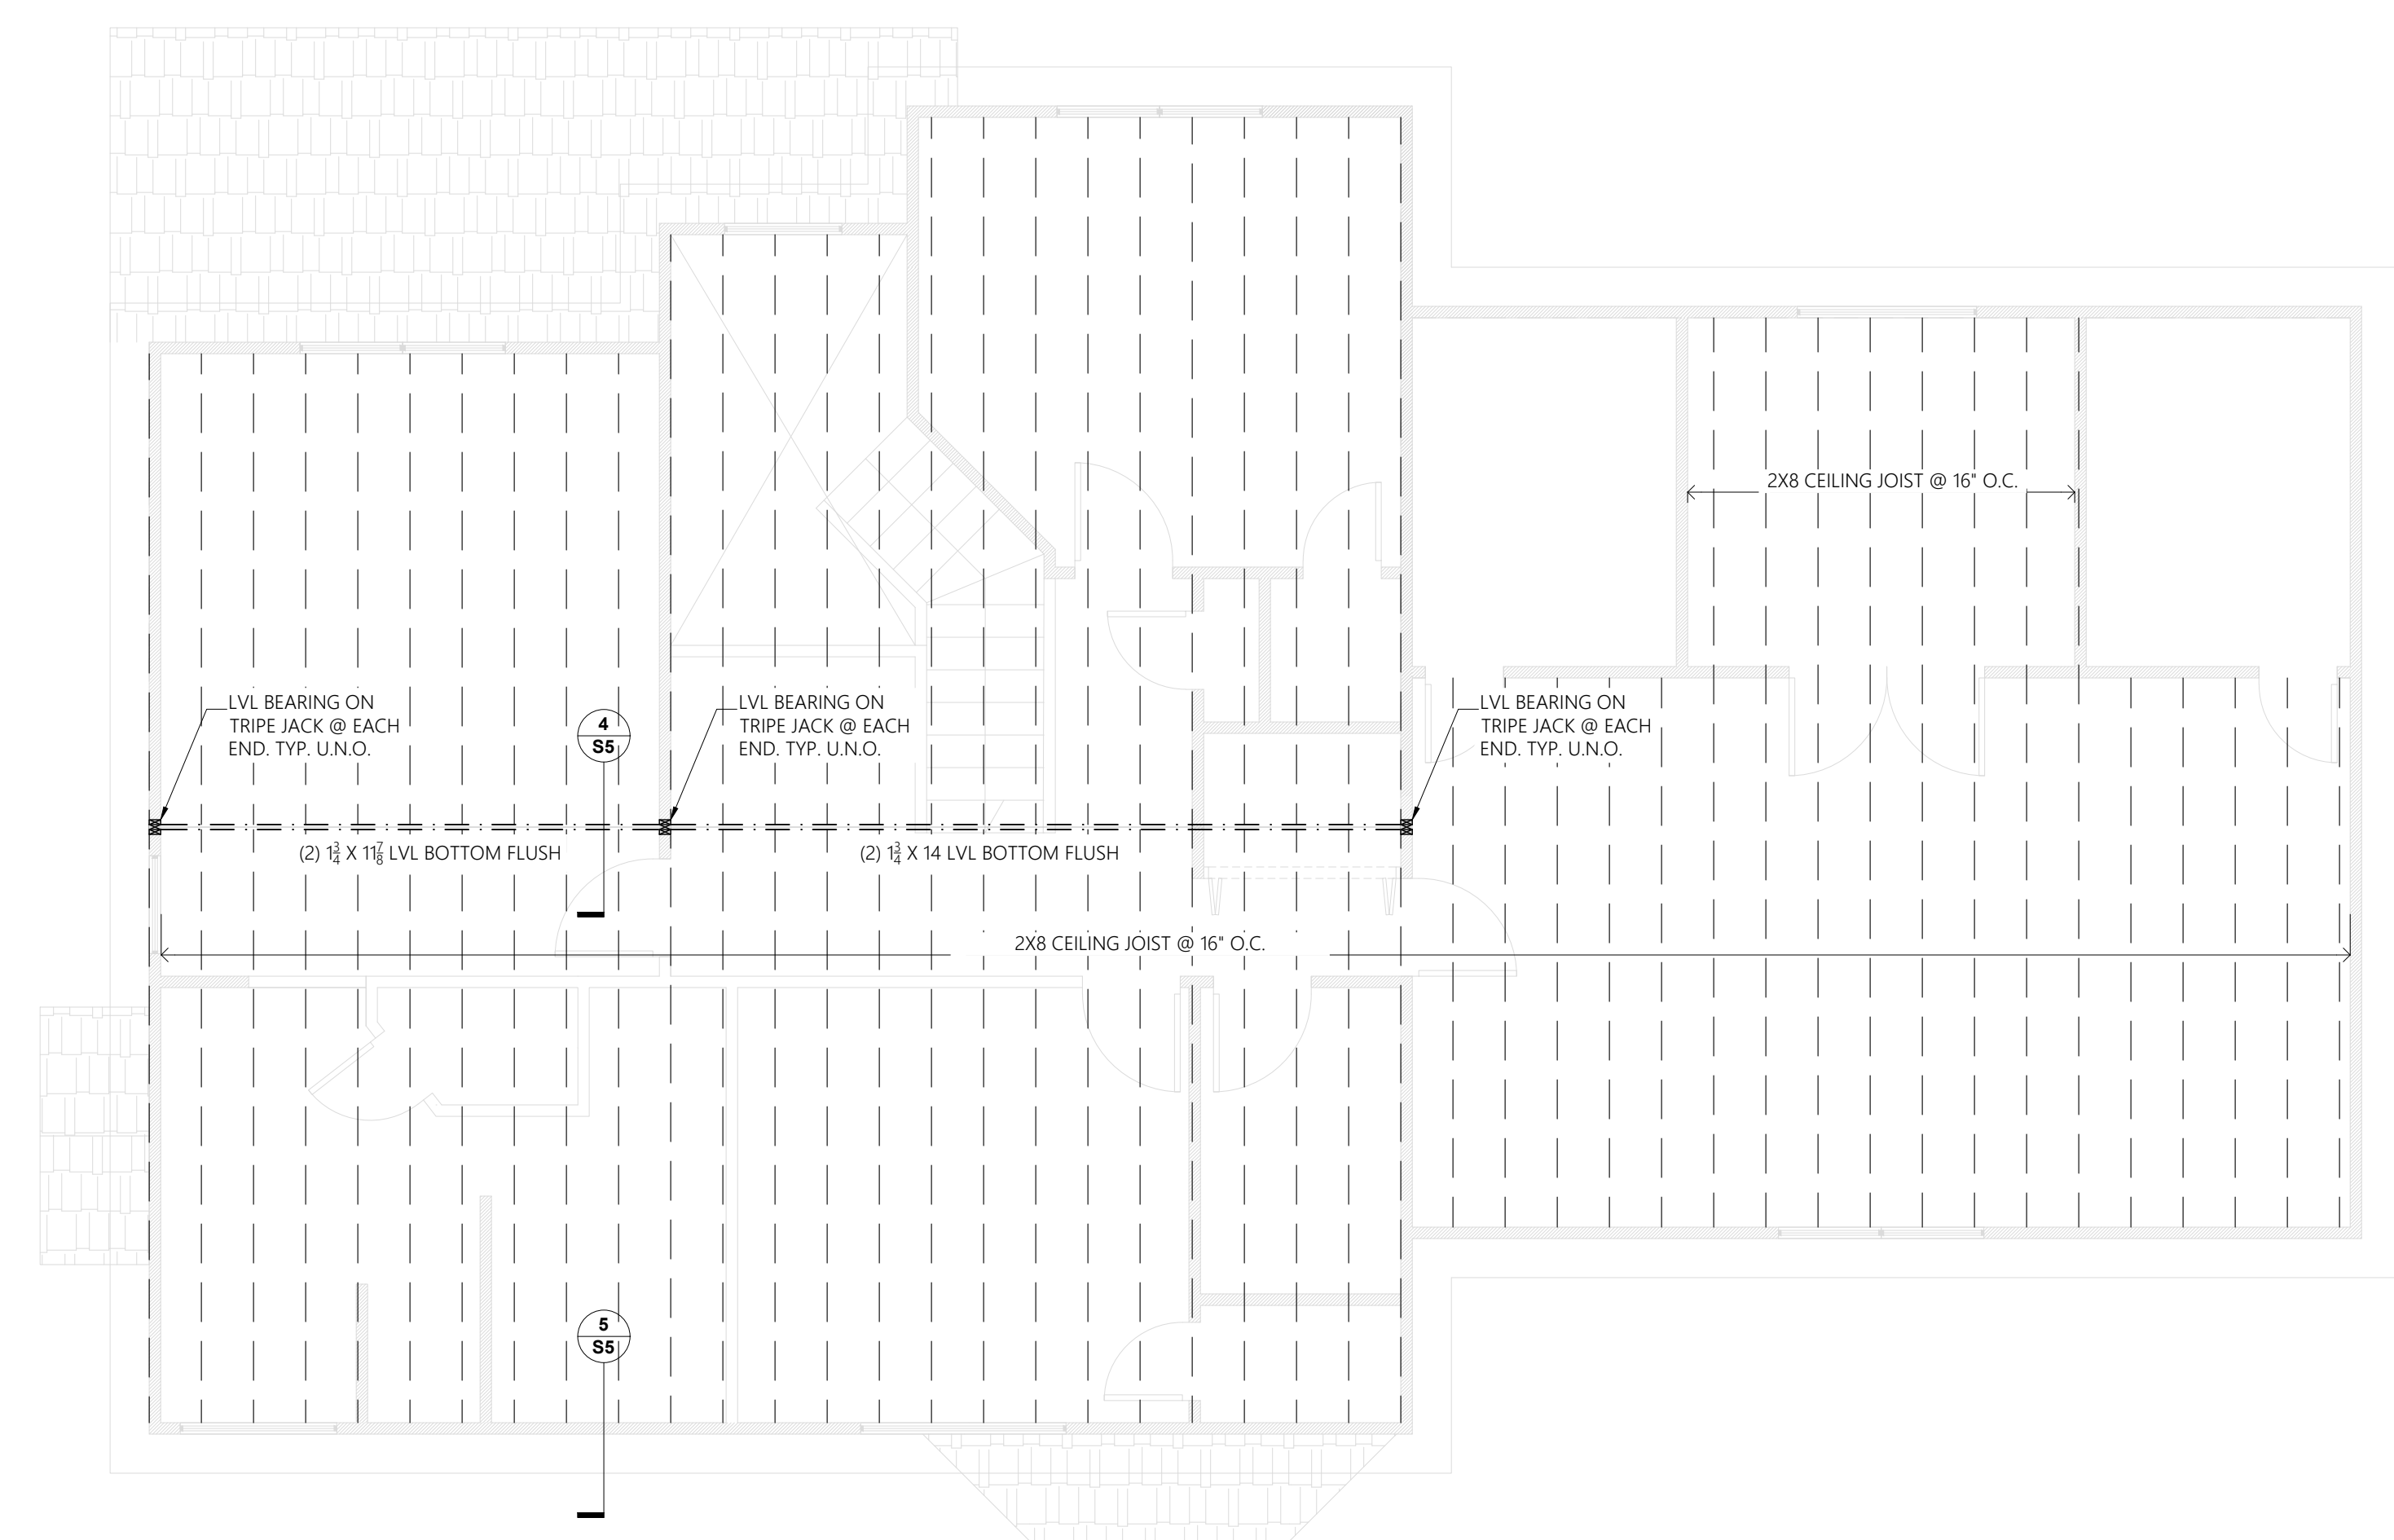 2X8 CEILING JOIST @ 16" O.C.
LVL BEARING ON
TRIPE JACK @ EACH
END. TYP. U.N.O.
4
S5
LVL BEARING ON
TRIPE JACK @ EACH
END. TYP. U.N.O.
LVL BEARING ON
TRIPE JACK @ EACH
END. TYP. U.N.O.
(2) 1¾ X 11⅞ LVL BOTTOM FLUSH
(2) 1¾ X 14 LVL BOTTOM FLUSH
2X8 CEILING JOIST @ 16" O.C.
5
S5